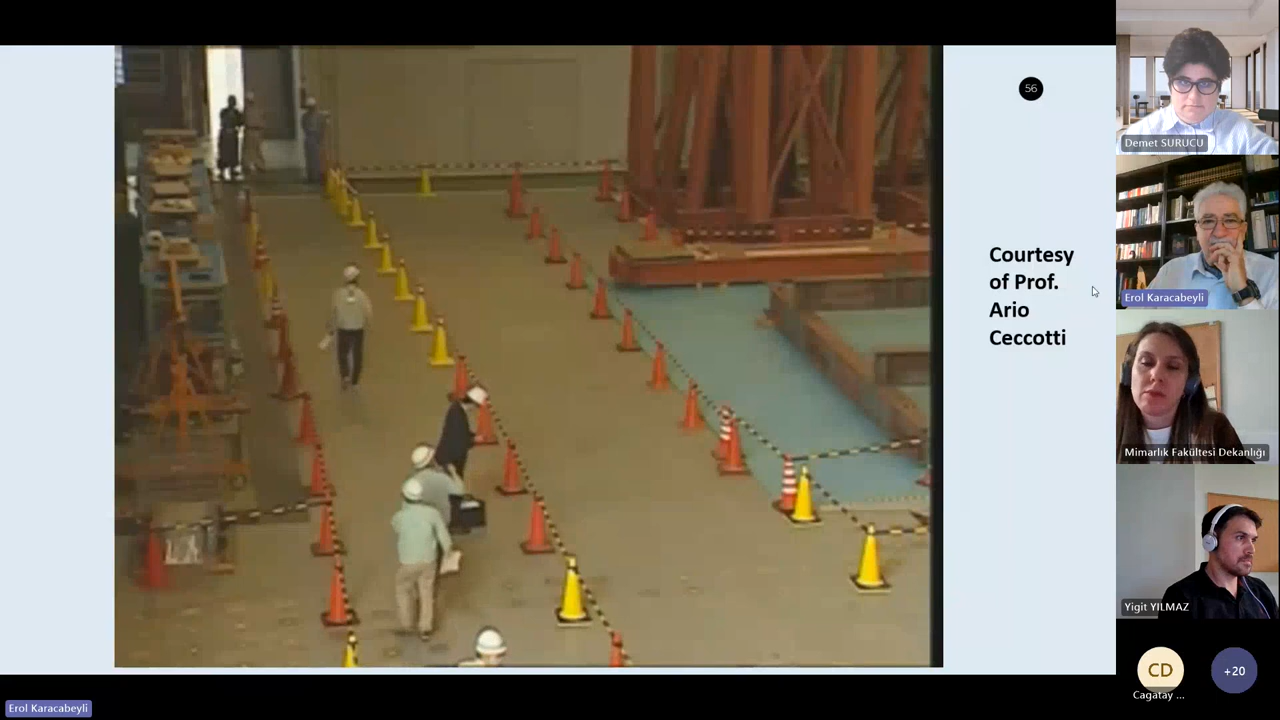 56
Courtesy
of Prof.
Ario
Ceccotti
Demet SURUCU
Erol Karacabeyli
Mimarlık Fakültesi Dekanlığı
Yigit YILMAZ
CD
Cagatay ...
+20
Erol Karacabeyli